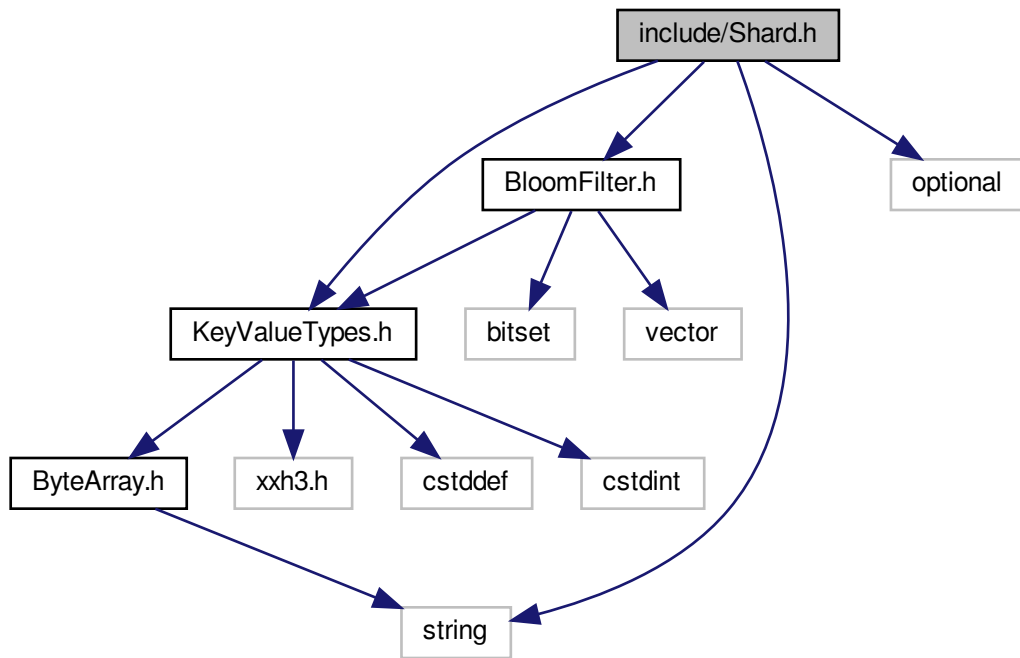 include/Shard.h
BloomFilter.h
optional
KeyValueTypes.h
bitset
vector
ByteArray.h
xxh3.h
cstddef
cstdint
string